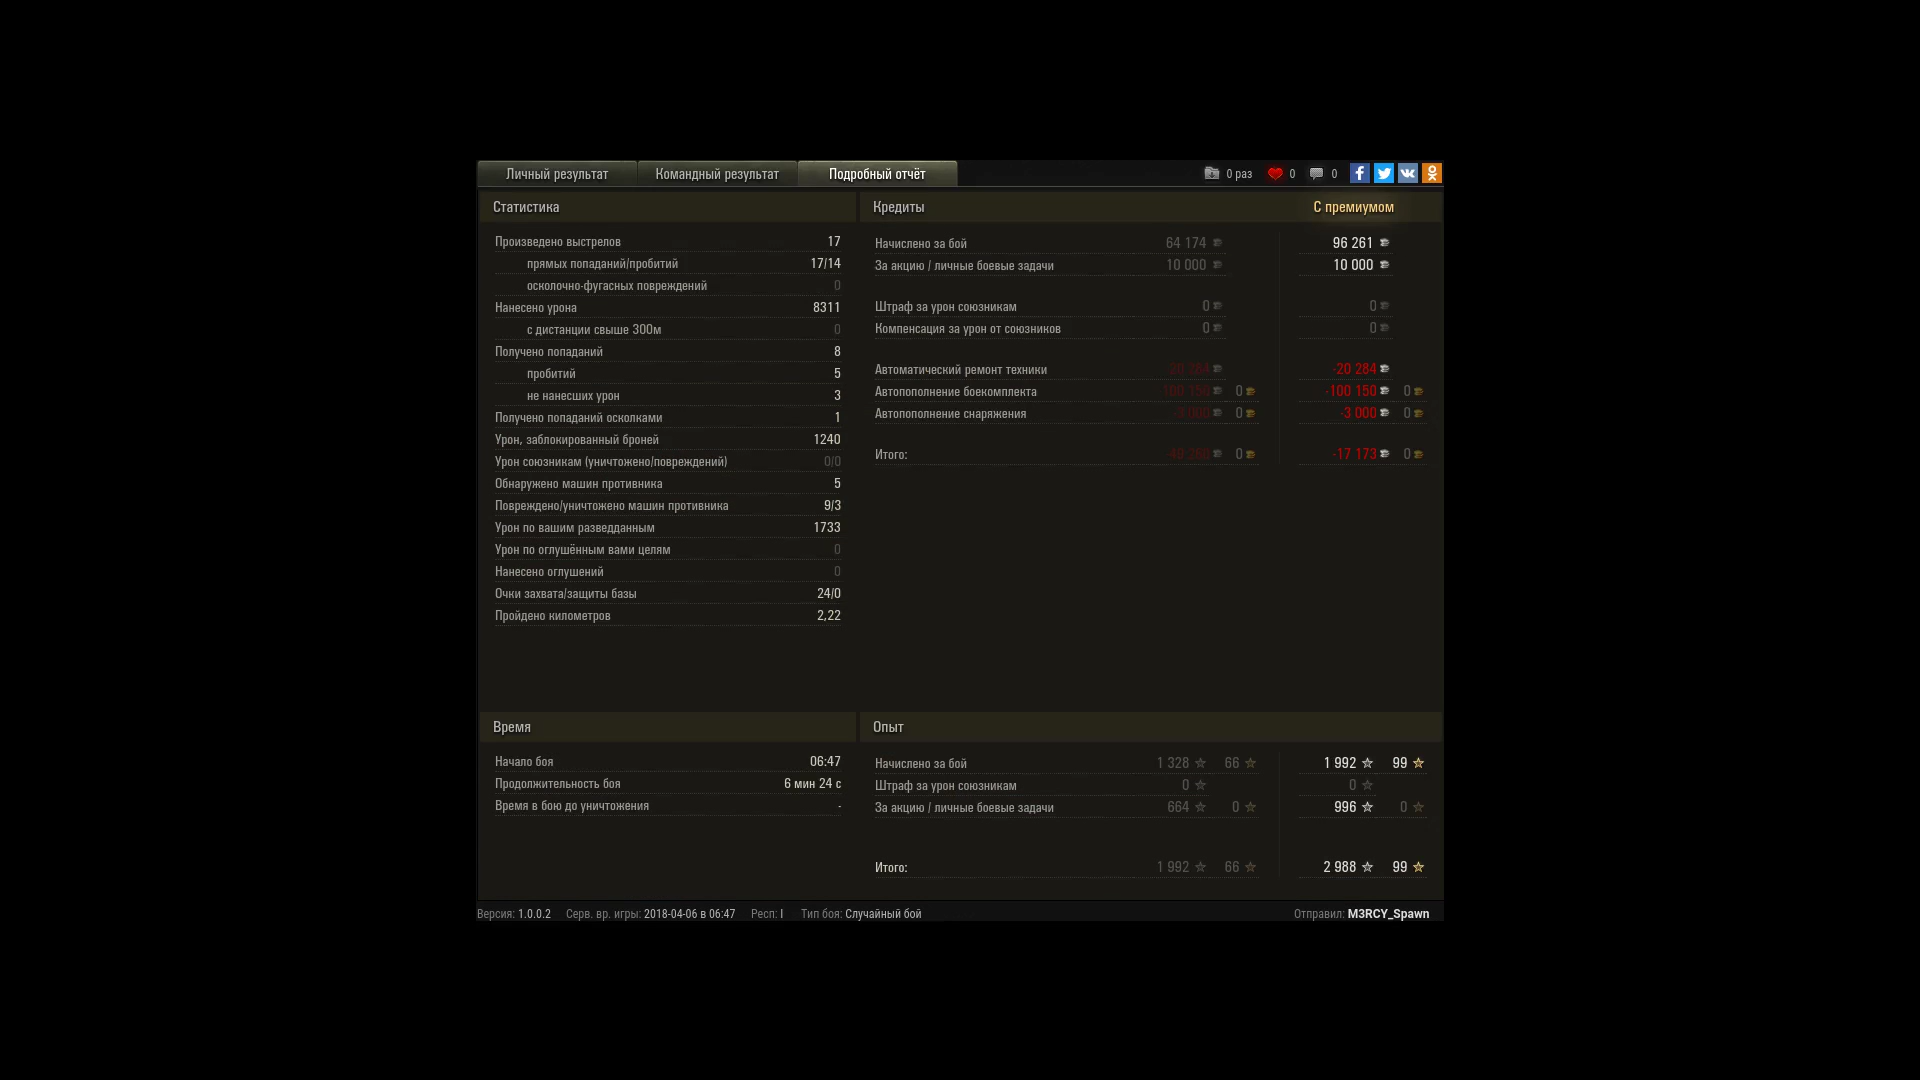 Личный результат Командный результат Подробный отчёт 0 раз 0 0
Статистика
Произведено выстрелов 17
прямых попаданий/пробитий 17/14
осколочно-фугасных повреждений 0
Нанесено урона 8311
с дистанции свыше 300м 0
Получено попаданий 8
пробитий 5
не нанесших урон 3
Получено попаданий осколками 1
Урон, заблокированный броней 1240
Урон союзникам (уничтожено/повреждений) 0/0
Обнаружено машин противника 5
Повреждено/уничтожено машин противника 9/3
Урон по вашим разведданным 1733
Урон по оглушённым вами целям 0
Нанесено оглушений 0
Очки захвата/защиты базы 24/0
Пройдено километров 2,22
Кредиты С премиумом
Начислено за бой 64 174 96 261
За акцию / личные боевые задачи 10 000 10 000
Штраф за урон союзникам 0 0
Компенсация за урон от союзников 0 0
Автоматический ремонт техники -20 284 -20 284
Автопополнение боекомплекта -100 150 0 -100 150 0
Автопополнение снаряжения -3 000 0 -3 000 0
Итого: -49 260 0 -17 173 0
Время
Начало боя 06:47
Продолжительность боя 6 мин 24 с
Время в бою до уничтожения -
Опыт
Начислено за бой 1 328 66 1 992 99
Штраф за урон союзникам 0 0
За акцию / личные боевые задачи 664 0 996 0
Итого: 1 992 66 2 988 99
Версия: 1.0.0.2 Серв. вр. игры: 2018-04-06 в 06:47 Респ: I Тип боя: Случайный бой Отправил: M3RCY_Spawn